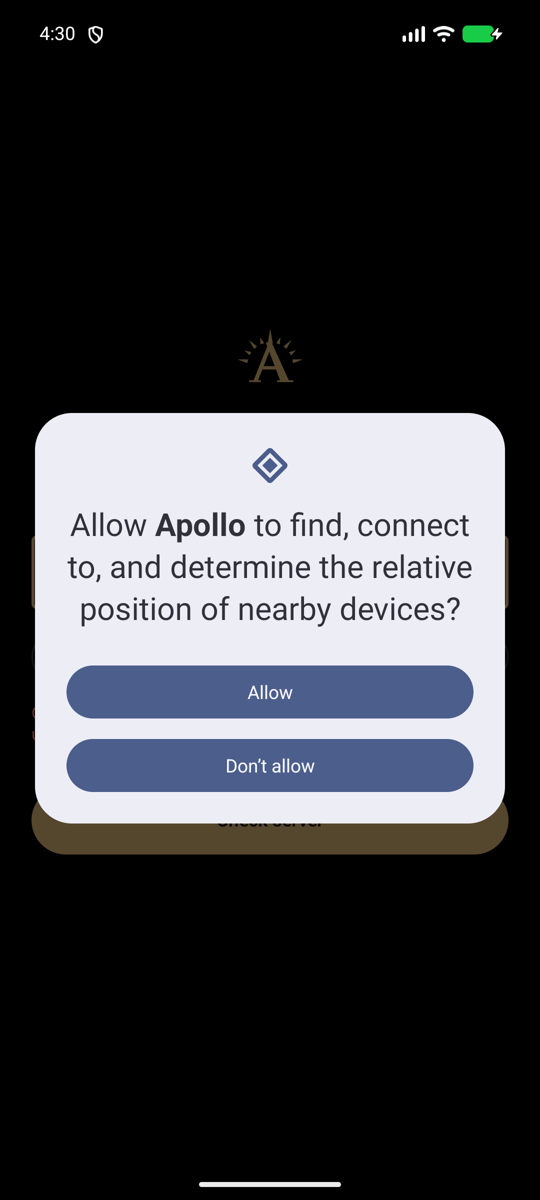 4:30
A
Allow Apollo to find, connect
to, and determine the relative
position of nearby devices?
Allow
Don't allow